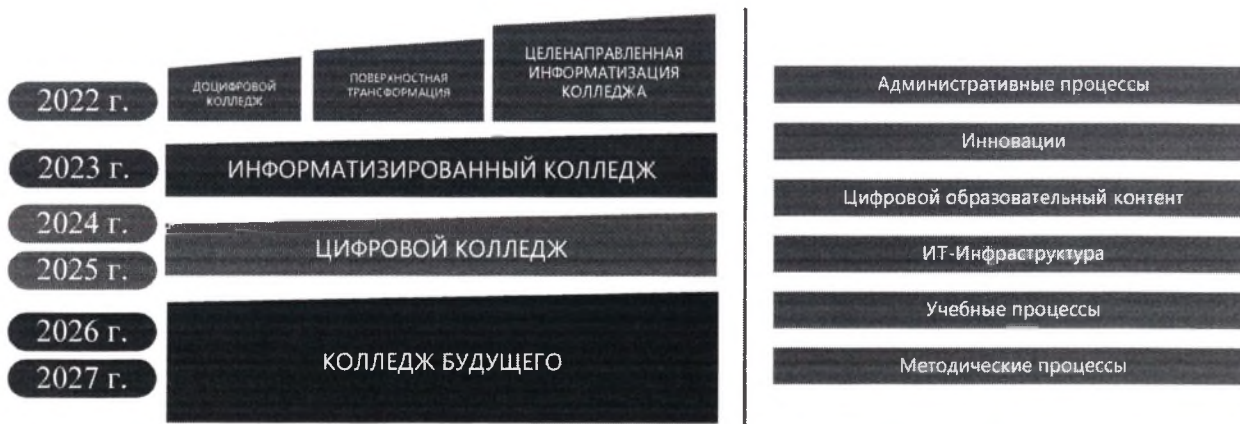 2022 г.
ДОЦИФРОВОЙ
КОЛЛЕДЖ
ПОВЕРХНОСТНАЯ
ТРАНСФОРМАЦИЯ
ЦЕЛЕНАПРАВЛЕННАЯ
ИНФОРМАТИЗАЦИЯ
КОЛЛЕДЖА
2023 г.
ИНФОРМАТИЗИРОВАННЫЙ КОЛЛЕДЖ
2024 г.
2025 г.
ЦИФРОВОЙ КОЛЛЕДЖ
2026 г.
2027 г.
КОЛЛЕДЖ БУДУЩЕГО
Административные процессы
Инновации
Цифровой образовательный контент
ИТ-Инфраструктура
Учебные процессы
Методические процессы